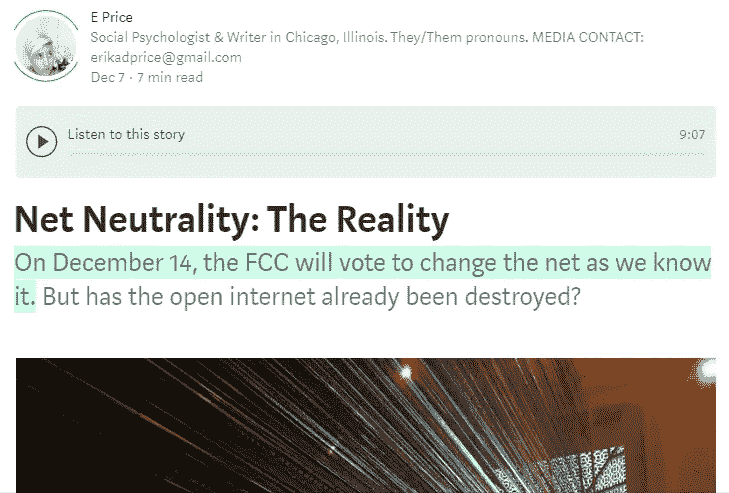 E Price
Social Psychologist & Writer in Chicago, Illinois. They/Them pronouns. MEDIA CONTACT:
erikadprice@gmail.com
Dec 7 · 7 min read
Listen to this story
9:07
Net Neutrality: The Reality
On December 14, the FCC will vote to change the net as we know
it. But has the open internet already been destroyed?